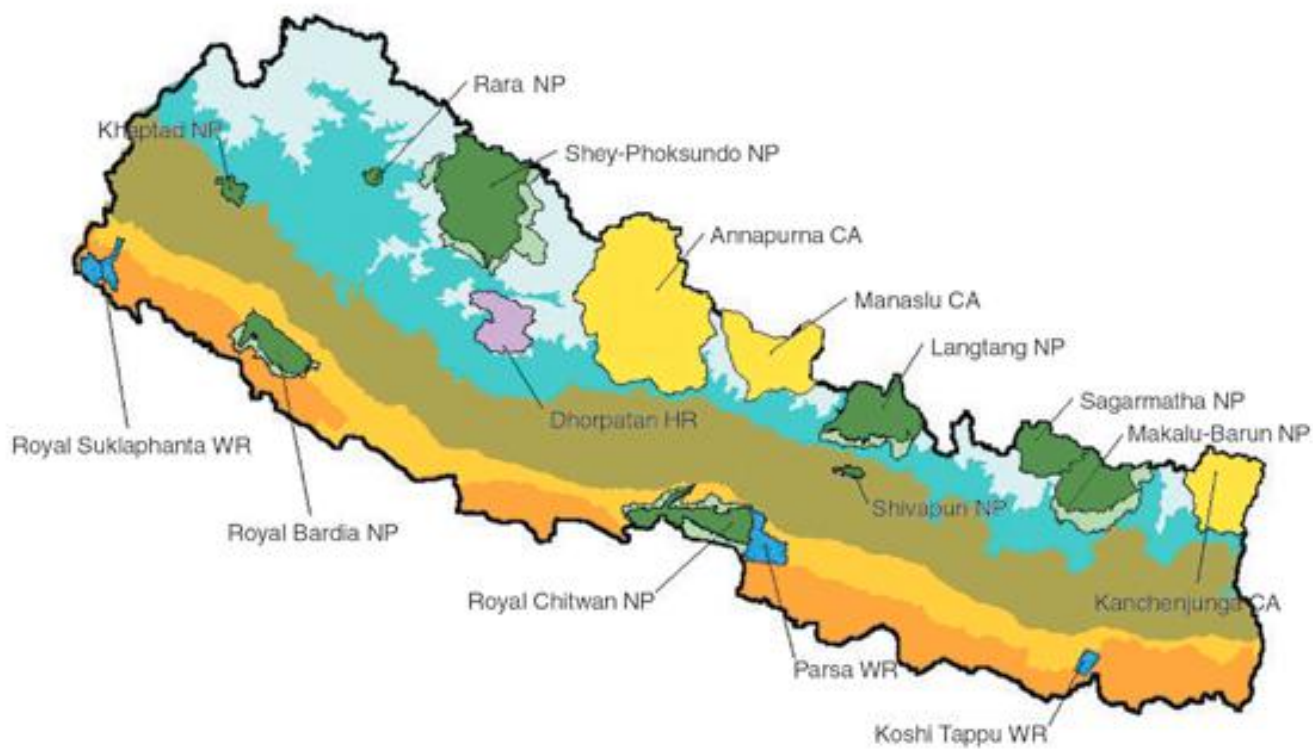 Rara NP
Khaptad NP
Shey-Phoksundo NP
Annapurna CA
Manaslu CA
Langtang NP
Sagarmatha NP
Makalu-Barun NP
Dhorpatan HR
Royal Suklaphanta WR
Shivapuri NP
Royal Bardia NP
Royal Chitwan NP
Kanchenjunga CA
Parsa WR
Koshi Tappu WR